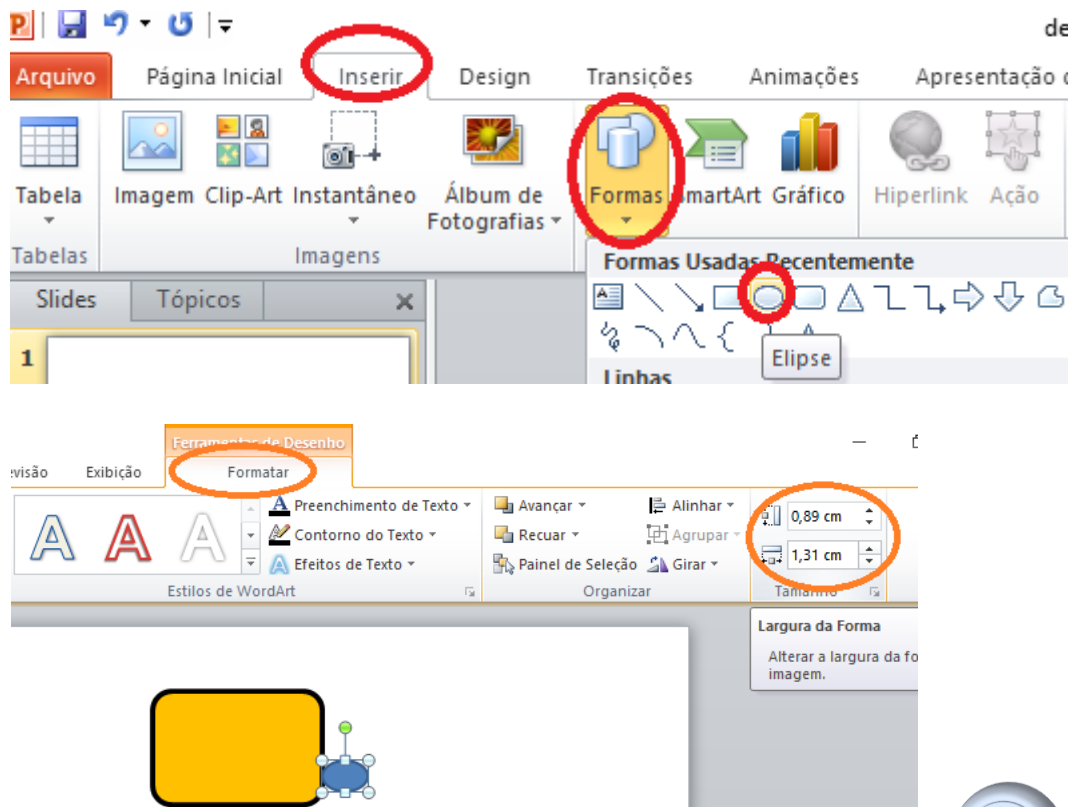 de
Arquivo Página Inicial Inserir Design Transições Animações Apresentação
Tabela Imagem Clip-Art Instantâneo Álbum de Fotografias Formas SmartArt Gráfico Hiperlink Ação
Tabelas Imagens
Formas Usadas Recentemente
Slides Tópicos
1
Elipse
Linhas
Ferramentas de Desenho
evisão Exibição Formatar
A A A Preenchimento de Texto Avançar Alinhar 0,89 cm
Contorno do Texto Recuar Agrupar
Efeitos de Texto Painel de Seleção Girar 1,31 cm
Estilos de WordArt Organizar Tamanho
Largura da Forma
Alterar a largura da fo
imagem.